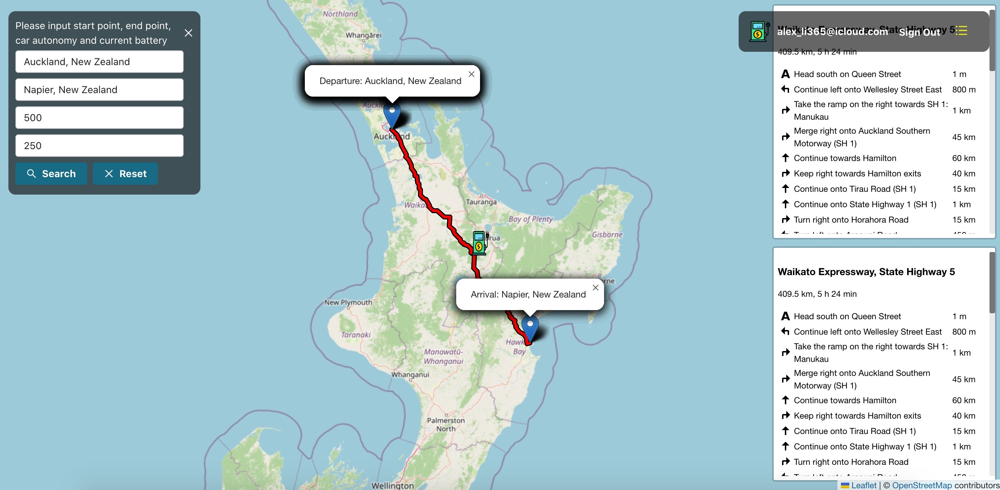 Please input start point, end point,
car autonomy and current battery
Auckland, New Zealand
Napier, New Zealand
500
250
Search
Reset
Northland
Whangārei
Departure: Auckland, New Zealand
Auckland
Tauranga
Waika
Bay of Plenty
Gisborne
orua
orne
Arrival: Napier, New Zealand
New Plymouth
Taranaki
Hawk
Bay
Manawatū-
Whanganui
Whanganui
Palmerston
North
Wellington
alex_li365@icloud.com
Sign Out
Waikato Expressway, State Highway 5
409.5 km, 5 h 24 min
Head south on Queen Street 1 m
Continue left onto Wellesley Street East 800 m
Take the ramp on the right towards SH 1:
Manukau 1 km
Merge right onto Auckland Southern
Motorway (SH 1) 45 km
Continue towards Hamilton 60 km
Keep right towards Hamilton exits 40 km
Continue onto Tirau Road (SH 1) 15 km
Continue onto State Highway 1 (SH 1) 1 km
Turn right onto Horahora Road 15 km
Waikato Expressway, State Highway 5
409.5 km, 5 h 24 min
Head south on Queen Street 1 m
Continue left onto Wellesley Street East 800 m
Take the ramp on the right towards SH 1:
Manukau 1 km
Merge right onto Auckland Southern
Motorway (SH 1) 45 km
Continue towards Hamilton 60 km
Keep right towards Hamilton exits 40 km
Continue onto Tirau Road (SH 1) 15 km
Continue onto State Highway 1 (SH 1) 1 km
Turn right onto Horahora Road 15 km
Leaflet | © OpenStreetMap contributors